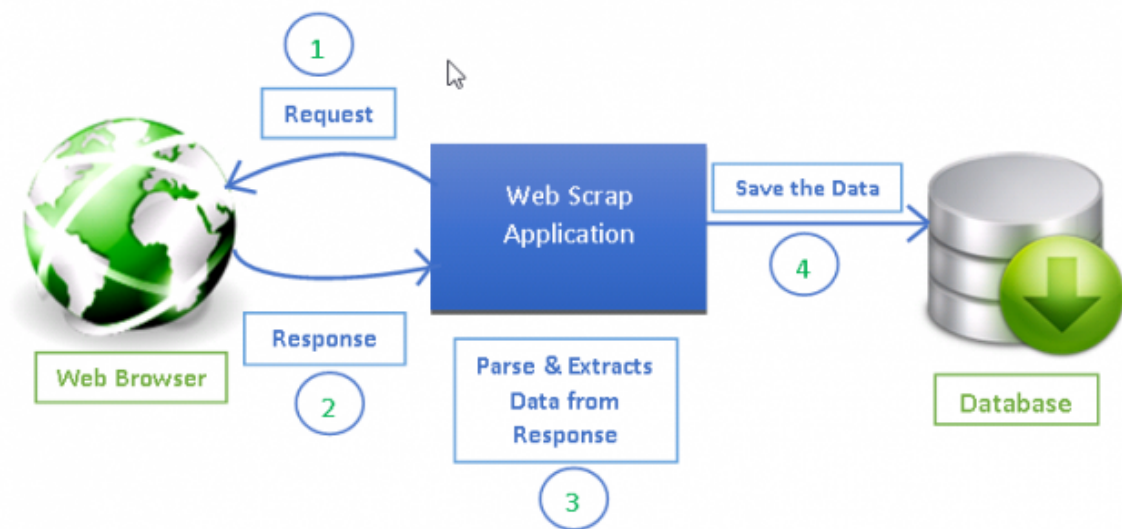 1
Request
Web Scrap
Application
Save the Data
4
Response
2
Web Browser
Parse & Extracts
Data from
Response
3
Database